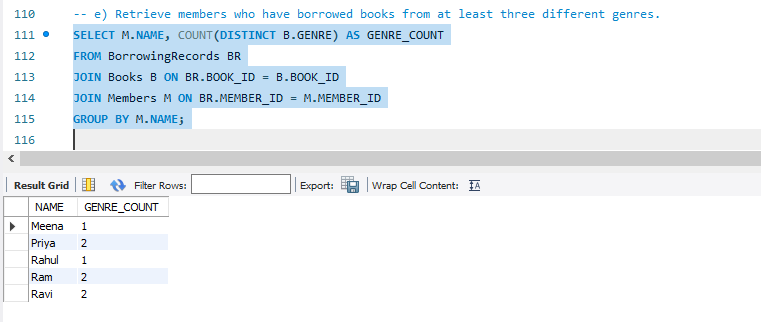 110 -- e) Retrieve members who have borrowed books from at least three different genres.
111 SELECT M.NAME, COUNT(DISTINCT B.GENRE) AS GENRE_COUNT
112 FROM BorrowingRecords BR
113 JOIN Books B ON BR.BOOK_ID = B.BOOK_ID
114 JOIN Members M ON BR.MEMBER_ID = M.MEMBER_ID
115 GROUP BY M.NAME;
116
Result Grid Filter Rows: Export: Wrap Cell Content: IA
NAME GENRE_COUNT
Meena 1
Priya 2
Rahul 1
Ram 2
Ravi 2